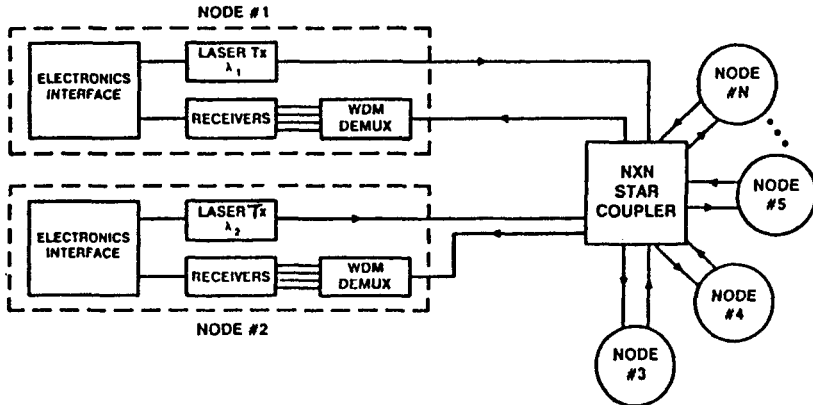 NODE #1
ELECTRONICS
INTERFACE
LASER Tx
λ1
RECEIVERS
WDM
DEMUX
ELECTRONICS
INTERFACE
LASER Tx
λ2
RECEIVERS
WDM
DEMUX
NODE #2
NXN
STAR
COUPLER
NODE
#N
NODE
#5
NODE
#4
NODE
#3